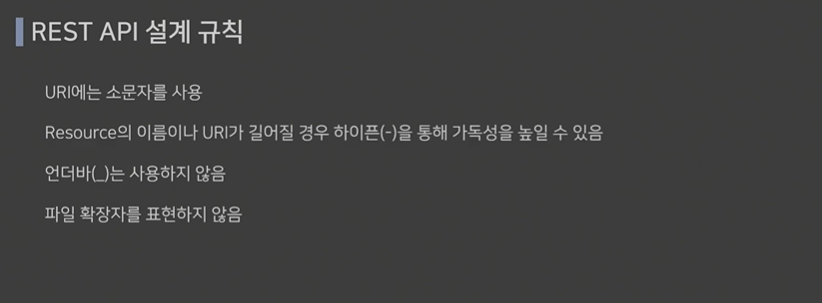 REST API 설계 규칙
URI에는 소문자를 사용
Resource의 이름이나 URI가 길어질 경우 하이픈(-)을 통해 가독성을 높일 수 있음
언더바(_)는 사용하지 않음
파일 확장자를 표현하지 않음